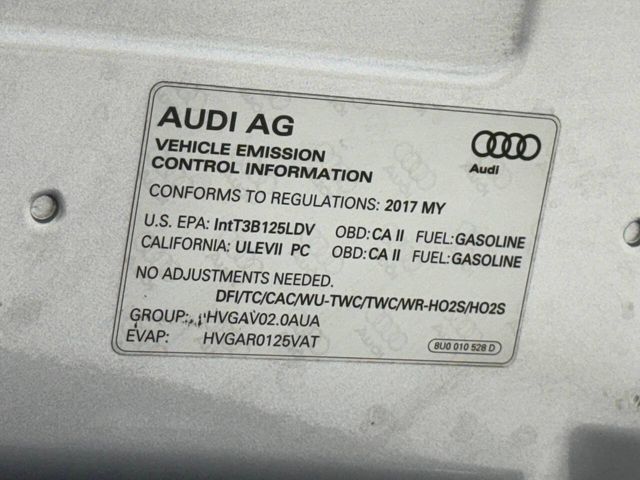 AUDI AG
VEHICLE EMISSION
CONTROL INFORMATION
Audi
CONFORMS TO REGULATIONS: 2017 MY
U.S. EPA: IntT3B125LDV OBD: CA II FUEL: GASOLINE
CALIFORNIA: ULEVII PC OBD: CA II FUEL: GASOLINE
NO ADJUSTMENTS NEEDED.
DFI/TC/CAC/WU-TWC/TWC/WR-HO2S/HO2S
GROUP: HVGAV02.0AUA
EVAP: HVGAR0125VAT
8U0 010 528 D